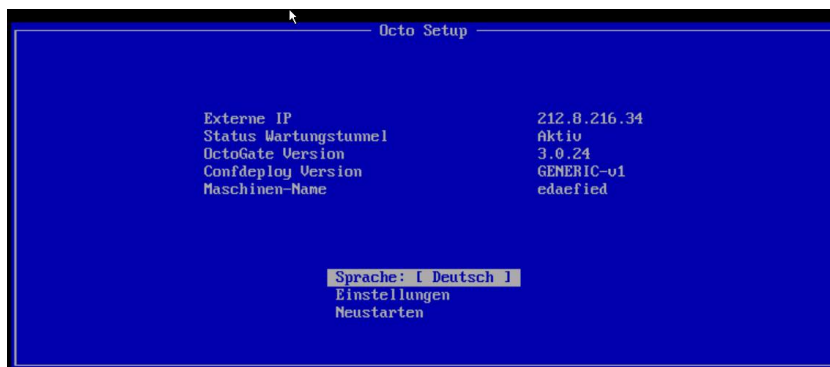 Octo Setup
Externe IP 212.8.216.34
Status Wartungstunnel Aktiv
OctoGate Version 3.0.24
Confdeploy Version GENERIC-v1
Maschinen-Name edaefied
Sprache: [ Deutsch ]
Einstellungen
Neustarten